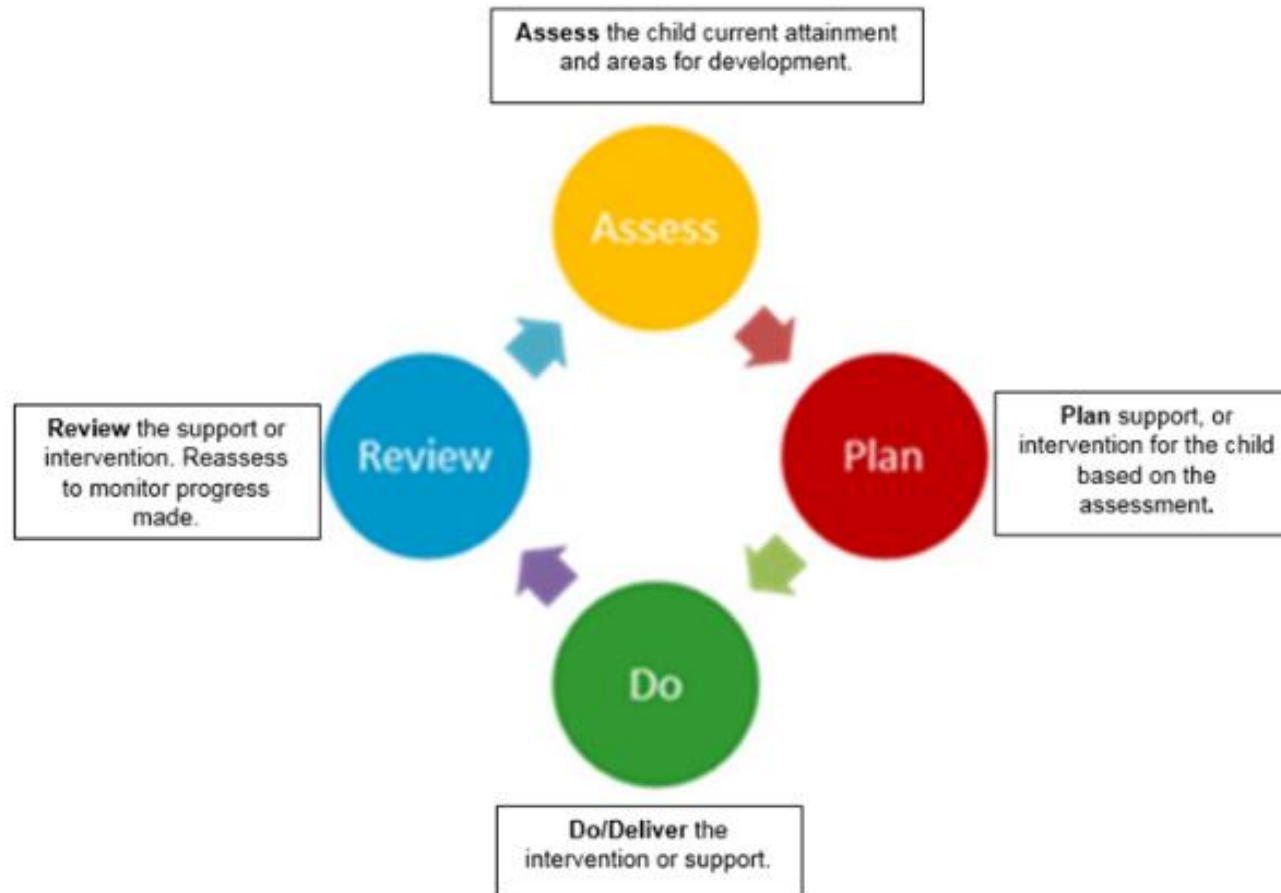 Assess the child current attainment
and areas for development.
Assess
Review the support or
intervention. Reassess
to monitor progress
made.
Review
Plan
Plan support, or
intervention for the child
based on the
assessment.
Do
Do/Deliver the
intervention or support.